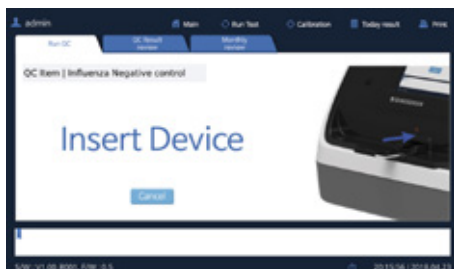 admin
Main
Run Test
Calibration
Today result
Print
Run QC
QC Result
review
Monthly
review
QC Item | Influenza Negative control
Insert Device
Cancel